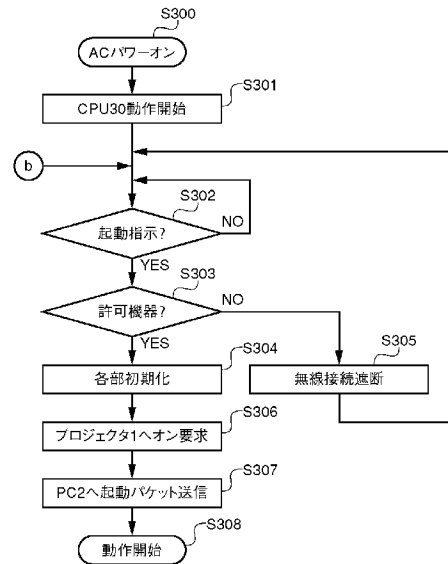 S300
ACパワーオン
S301
CPU30動作開始
b
S302
起動指示?
NO
YES
S303
許可機器?
NO
YES
S304
各部初期化
S305
無線接続遮断
S306
プロジェクタ1へオン要求
S307
PC2へ起動パケット送信
S308
動作開始